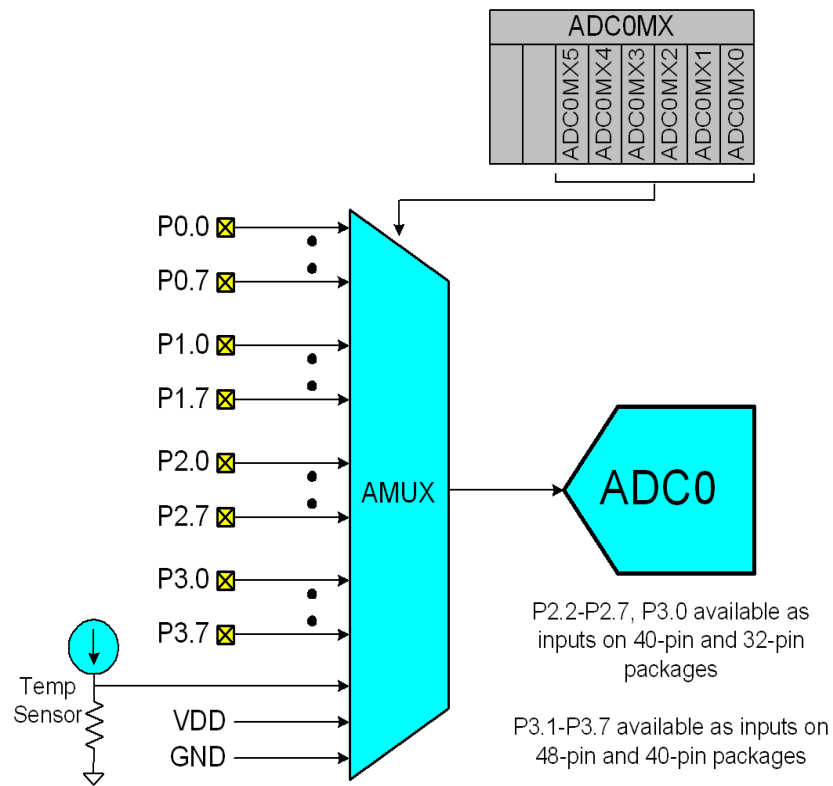 ADC0MX
ADC0MX5
ADC0MX4
ADC0MX3
ADC0MX2
ADC0MX1
ADC0MX0
P0.0
P0.7
P1.0
P1.7
P2.0
P2.7
P3.0
P3.7
AMUX
ADC0
Temp
Sensor
VDD
GND
P2.2-P2.7, P3.0 available as
inputs on 40-pin and 32-pin
packages
P3.1-P3.7 available as inputs on
48-pin and 40-pin packages